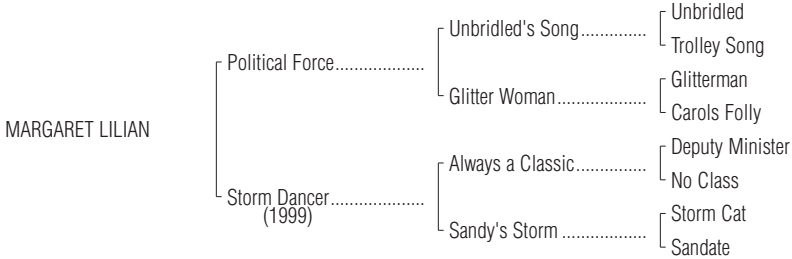 Unbridled
Unbridled's Song..............
Trolley Song
Political Force...................
Glitterman
Glitter Woman...................
Carols Folly
MARGARET LILIAN
Deputy Minister
Always a Classic...............
No Class
Storm Dancer....................
(1999)
Storm Cat
Sandy's Storm ..................
Sandate